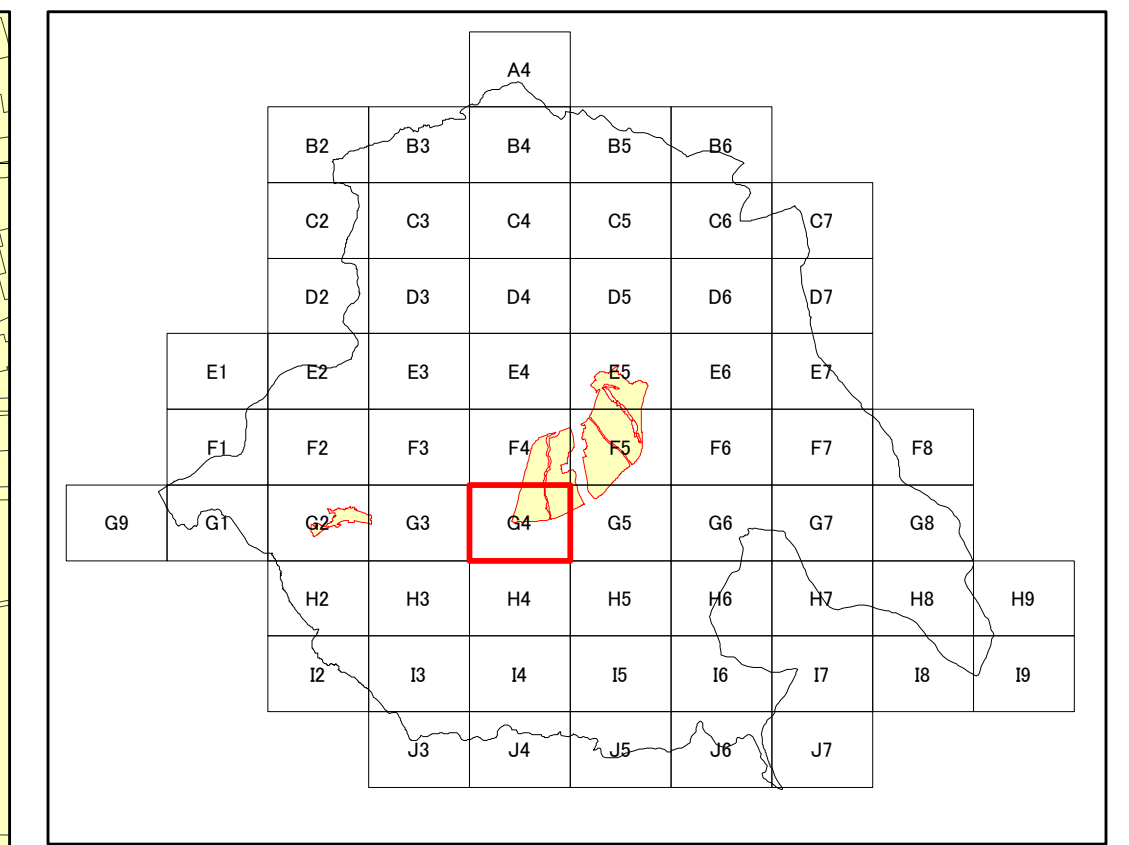 A4
B2 B3 B4 B5 B6
C2 C3 C4 C5 C6 C7
D2 D3 D4 D5 D6 D7
E1 E2 E3 E4 E5 E6 E7
F1 F2 F3 F4 F5 F6 F7 F8
G9 G1 G2 G3 G4 G5 G6 G7 G8
H2 H3 H4 H5 H6 H7 H8 H9
I2 I3 I4 I5 I6 I7 I8 I9
J3 J4 J5 J6 J7